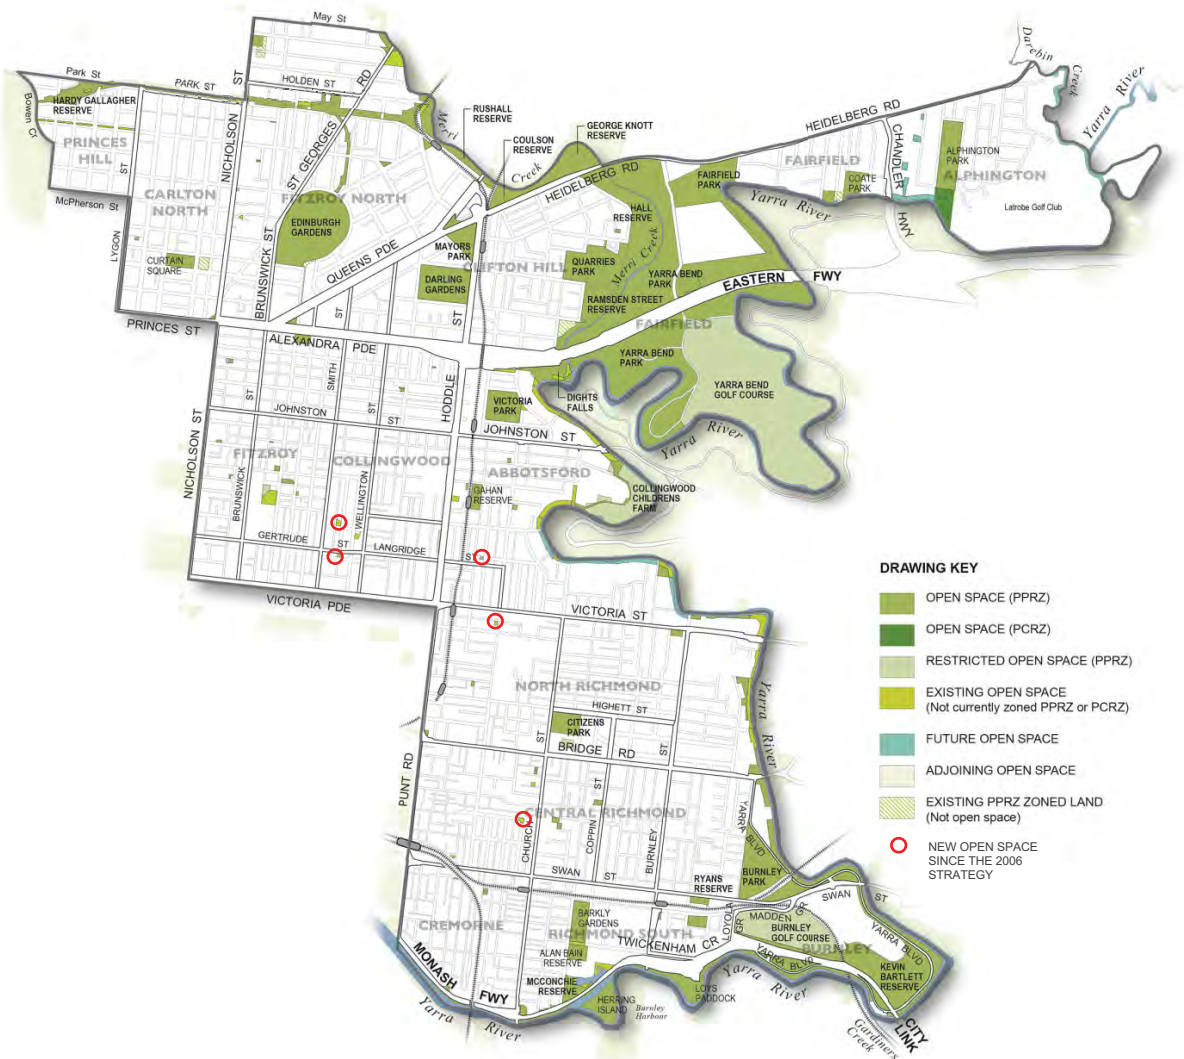 May St
Park St
PARK ST
HOLDEN ST
RD
ST
Bowen Cr
HARDY GALLAGHER
RESERVE
PRINCES
HILL
ST
NICHOLSON
ST GEORGES
Merri
Creek
RUSHALL
RESERVE
COULSON
RESERVE
GEORGE KNOTT
RESERVE
HEIDELBERG RD
HEIDELBERG RD
Darebin
Creek
Yarra River
CHANDLER
HWY
FAIRFIELD
ALPHINGTON
PARK
ALPHINGTON
COATE
PARK
Latrobe Golf Club
FAIRFIELD
PARK
Yarra River
CARLTON
NORTH
FITZROY NORTH
McPherson St
LYGON
EDINBURGH
GARDENS
BRUNSWICK ST
QUEENS PDE
CURTAIN
SQUARE
MAYORS
PARK
CLIFTON HILL
DARLING
GARDENS
HALL
RESERVE
Merri Creek
QUARRIES
PARK
YARRA BEND
PARK
EASTERN
FWY
RAMSDEN STREET
RESERVE
FAIRFIELD
PRINCES ST
ALEXANDRA
PDE
ST
ST
SMITH
HODDLE
YARRA BEND
PARK
YARRA BEND
GOLF COURSE
DIGHTS
FALLS
VICTORIA
PARK
ST
JOHNSTON
ST
ST
JOHNSTON ST
Yarra River
NICHOLSON ST
FITZROY
COLLINGWOOD
ABBOTSFORD
BRUNSWICK
WELLINGTON
GAHAN
RESERVE
COLLINGWOOD
CHILDRENS
FARM
GERTRUDE
ST
LANGRIDGE
ST
VICTORIA PDE
VICTORIA ST
NORTH RICHMOND
HIGHETT ST
CITIZENS
PARK
BRIDGE RD
ST
ST
ST
Yarra River
PUNT RD
CENTRAL RICHMOND
CHURCH
COPPIN
BURNLEY
YARRA BLVD
SWAN
ST
RYANS
RESERVE
BURNLEY
PARK
SWAN
ST
CREMORNE
BARKLY
GARDENS
RICHMOND SOUTH
LOYOLA
GR
MADDEN
GR
BURNLEY
GOLF COURSE
BURNLEY
YARRA BLVD
TWICKENHAM CR
ALAN BAIN
RESERVE
MCCONCHIE
RESERVE
MONASH
FWY
Yarra River
HERRING
ISLAND
Burnley
Harbour
LOYS
PADDOCK
Yarra River
YARRA BLVD
KEVIN
BARTLETT
RESERVE
Gardiners
Creek
CITY
LINK
DRAWING KEY
OPEN SPACE (PPRZ)
OPEN SPACE (PCRZ)
RESTRICTED OPEN SPACE (PPRZ)
EXISTING OPEN SPACE
(Not currently zoned PPRZ or PCRZ)
FUTURE OPEN SPACE
ADJOINING OPEN SPACE
EXISTING PPRZ ZONED LAND
(Not open space)
NEW OPEN SPACE
SINCE THE 2006
STRATEGY